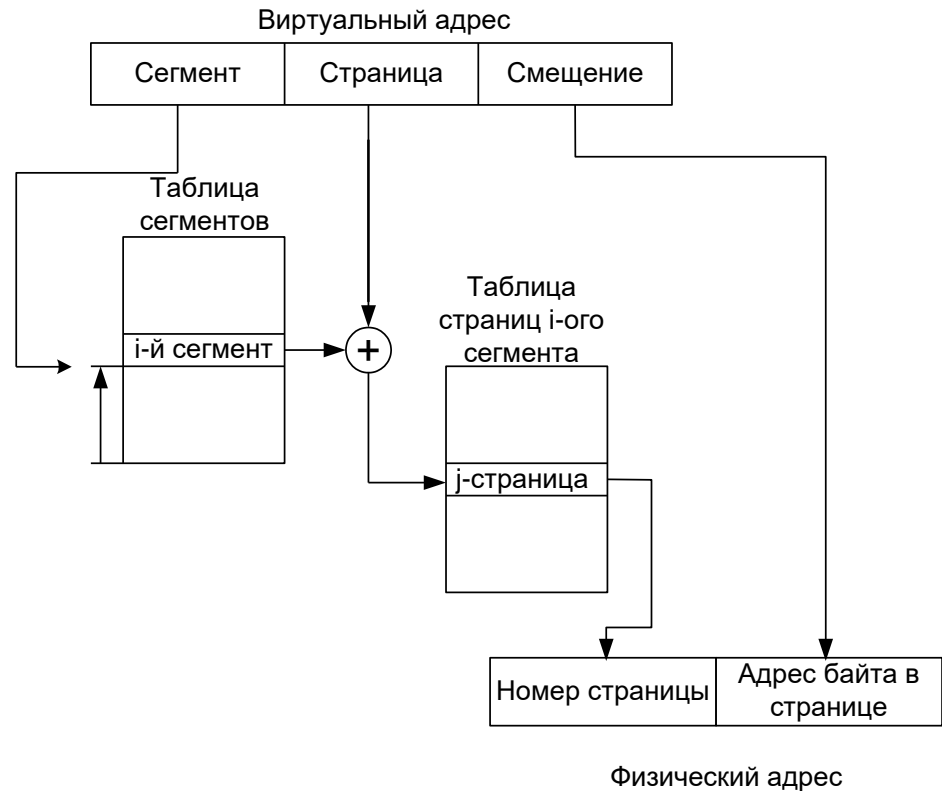 Виртуальный адрес
Сегмент
Страница
Смещение
Таблица
сегментов
i-й сегмент
+
Таблица
страниц i-ого
сегмента
j-страница
Номер страницы
Адрес байта в
странице
Физический адрес